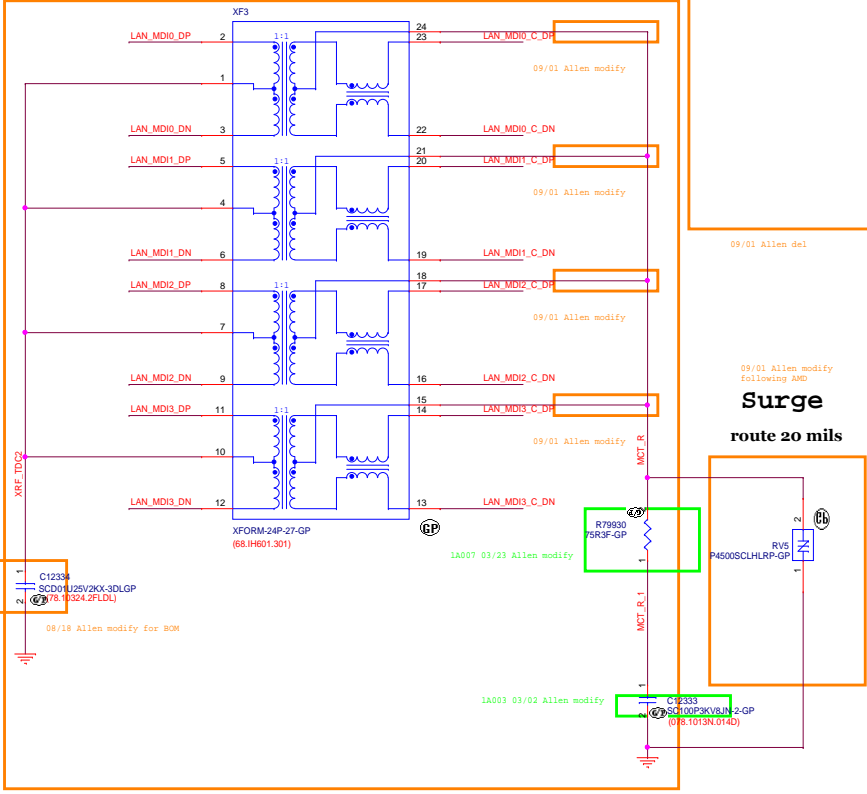 XF3
LAN_MDI0_DP
2
1:1
24
23
LAN_MDI0_C_DP
1
09/01 Allen modify
LAN_MDI0_DN
3
22
LAN_MDI0_C_DN
LAN_MDI1_DP
5
1:1
21
20
LAN_MDI1_C_DP
4
09/01 Allen modify
LAN_MDI1_DN
6
19
LAN_MDI1_C_DN
09/01 Allen del
LAN_MDI2_DP
8
1:1
18
17
LAN_MDI2_C_DP
7
09/01 Allen modify
LAN_MDI2_DN
9
16
LAN_MDI2_C_DN
09/01 Allen modify
following AMD
Surge
route 20 mils
LAN_MDI3_DP
11
1:1
15
14
LAN_MDI3_C_DP
10
09/01 Allen modify
XRF_TDC2
MCT_R
LAN_MDI3_DN
12
13
LAN_MDI3_C_DN
XFORM-24P-27-GP
(68.IH601.301)
GP
R79930
75R3F-GP
1A007 03/23 Allen modify
2
RV5
P4500SCLHLRP-GP
1
1
C12334
SCD01U25V2KX-3DLGP
2
(78.10324.2FLDL)
08/18 Allen modify for BOM
MCT_R_1
1A003 03/02 Allen modify
1
C12333
SC100P3KV8JN-2-GP
2
(078.1013N.014D)